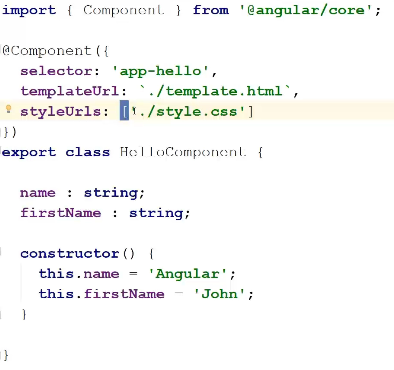 import { Component } from '@angular/core';
@Component({
selector: 'app-hello',
templateUrl: `./template.html`,
styleUrls: ['./style.css']
})
export class HelloComponent {
name : string;
firstName : string;
constructor() {
this.name = 'Angular';
this.firstName = 'John';
}
}